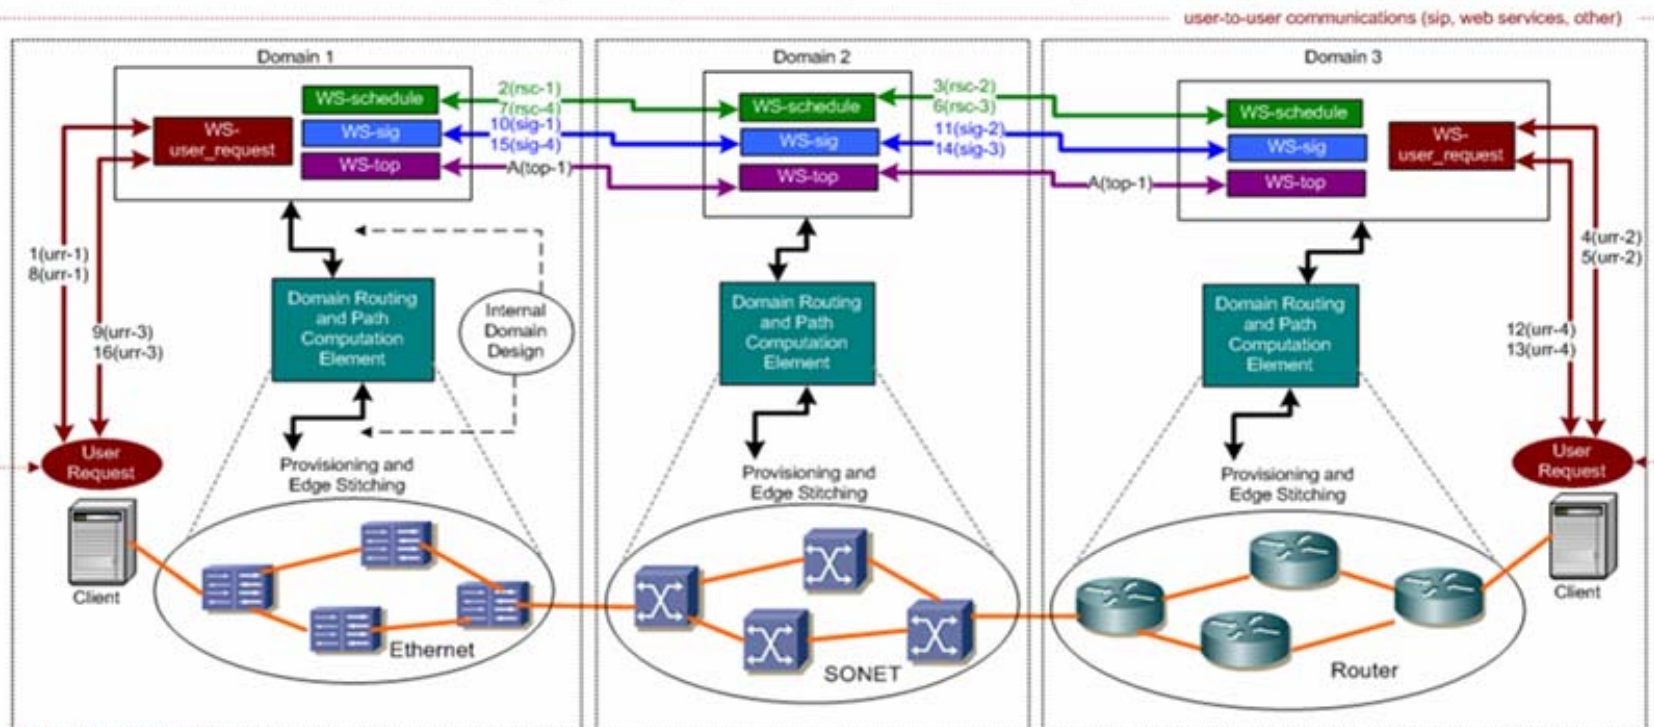 user-to-user communications (sip, web services, other)
Domain 1
WS-schedule
WS-
user_request
WS-sig
WS-top
2(rsc-1)
7(rsc-4)
10(sig-1)
15(sig-4)
A(top-1)
Domain 2
WS-schedule
WS-sig
WS-top
3(rsc-2)
6(rsc-3)
11(sig-2)
14(sig-3)
A(top-1)
Domain 3
WS-schedule
WS-sig
WS-top
WS-
user_request
1(urr-1)
8(urr-1)
9(urr-3)
16(urr-3)
Domain Routing
and Path
Computation
Element
Internal
Domain
Design
Domain Routing
and Path
Computation
Element
Domain Routing
and Path
Computation
Element
4(urr-2)
5(urr-2)
12(urr-4)
13(urr-4)
User
Request
Provisioning and
Edge Stitching
Provisioning and
Edge Stitching
Provisioning and
Edge Stitching
User
Request
Client
Ethernet
SONET
Router
Client